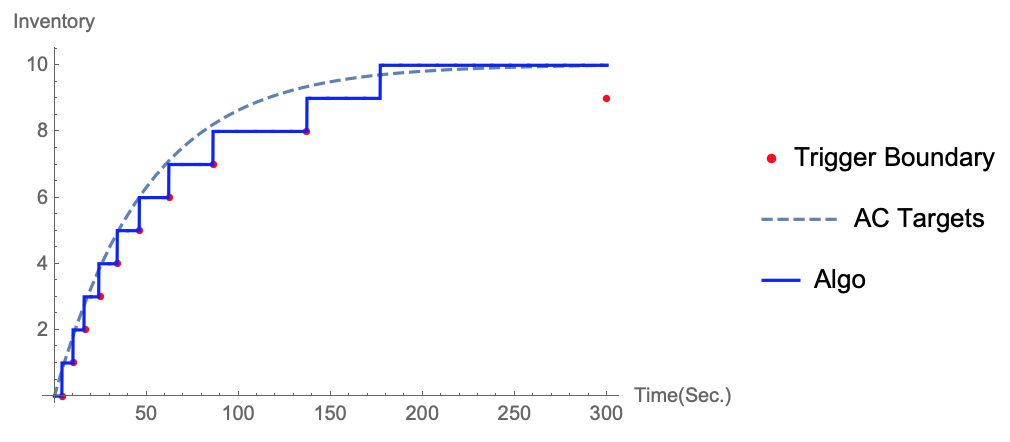 Inventory
10
8
6
4
2
50 100 150 200 250 300 Time(Sec.)
Trigger Boundary
AC Targets
Algo